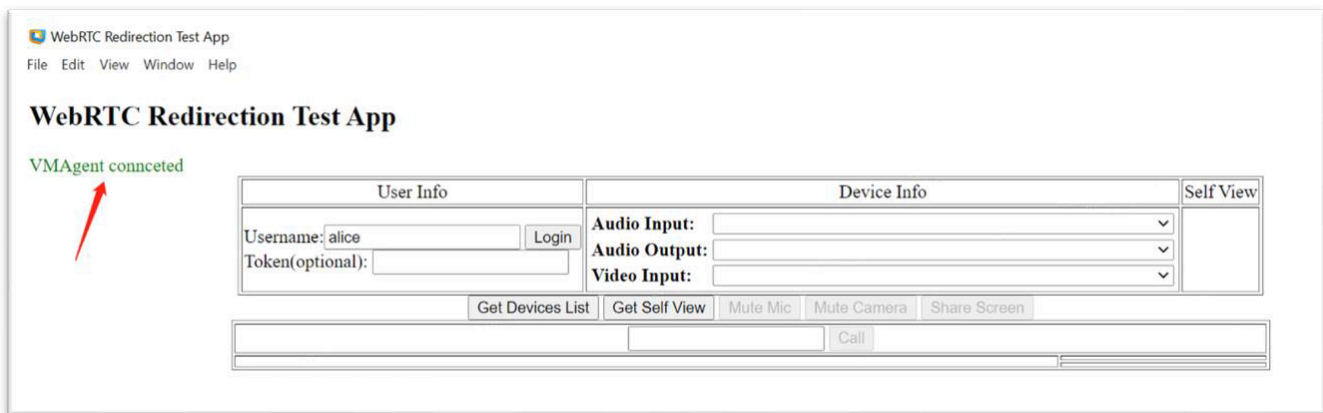 WebRTC Redirection Test App
File Edit View Window Help
WebRTC Redirection Test App
VMAgent connceted
User Info Device Info Self View
Username: alice Login
Token(optional):
Audio Input:
Audio Output:
Video Input:
Get Devices List Get Self View Mute Mic Mute Camera Share Screen
Call